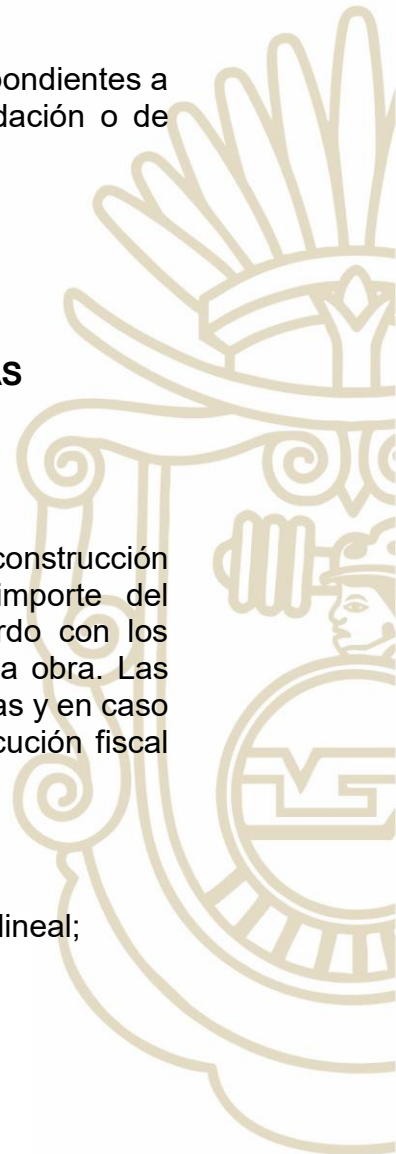 pondientes a
dación o de
AS
construcción
importe del
rdo con los
a obra. Las
as y en caso
cución fiscal
lineal;